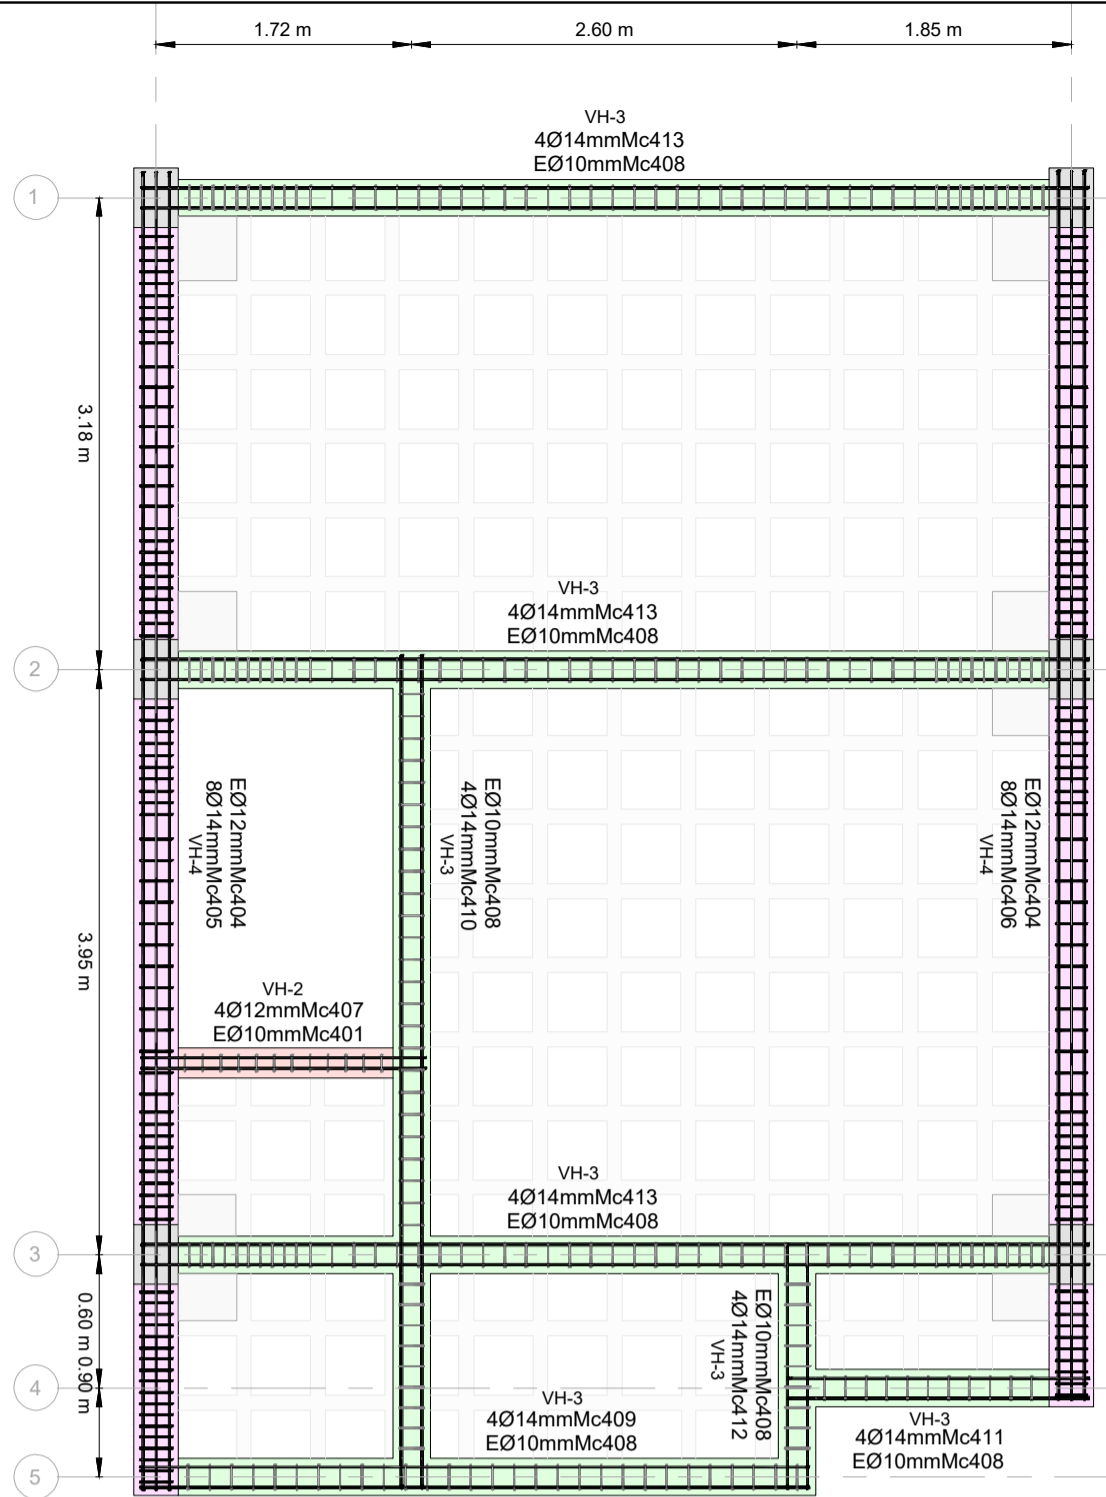 1.72 m
2.60 m
1.85 m
VH-3
4Ø14mmMc413
EØ10mmMc408
1
3.18 m
VH-3
4Ø14mmMc413
EØ10mmMc408
2
EØ12mmMc404
8Ø14mmMc405
VH-4
EØ10mmMc408
4Ø14mmMc410
VH-3
EØ12mmMc404
8Ø14mmMc406
VH-4
3.95 m
VH-2
4Ø12mmMc407
EØ10mmMc401
VH-3
4Ø14mmMc413
EØ10mmMc408
3
0.60 m
0.90 m
EØ10mmMc408
4Ø14mmMc412
VH-3
4
VH-3
4Ø14mmMc409
EØ10mmMc408
VH-3
4Ø14mmMc411
EØ10mmMc408
5